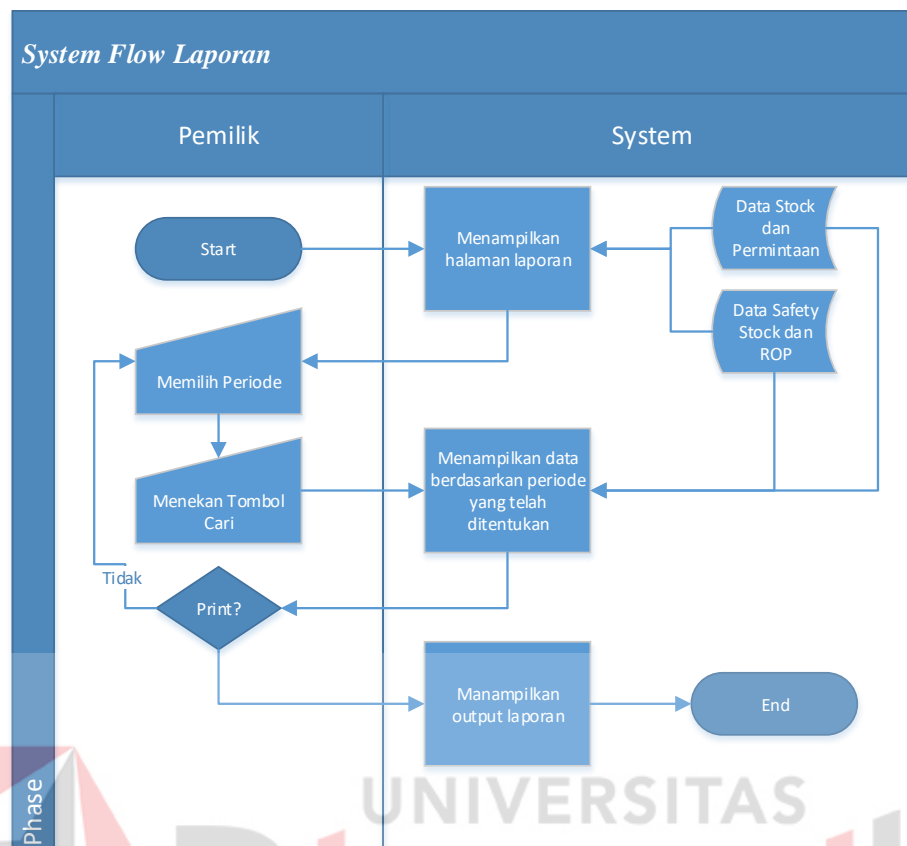 System Flow Laporan
Pemilik
System
Start
Menampilkan
halaman laporan
Data Stock
dan
Permintaan
Data Safety
Stock dan
ROP
Memilih Periode
Menekan Tombol
Cari
Menampilkan data
berdasarkan periode
yang telah
ditentukan
Tidak
Print?
Manampilkan
output laporan
End
Phase
UNIVERSITAS